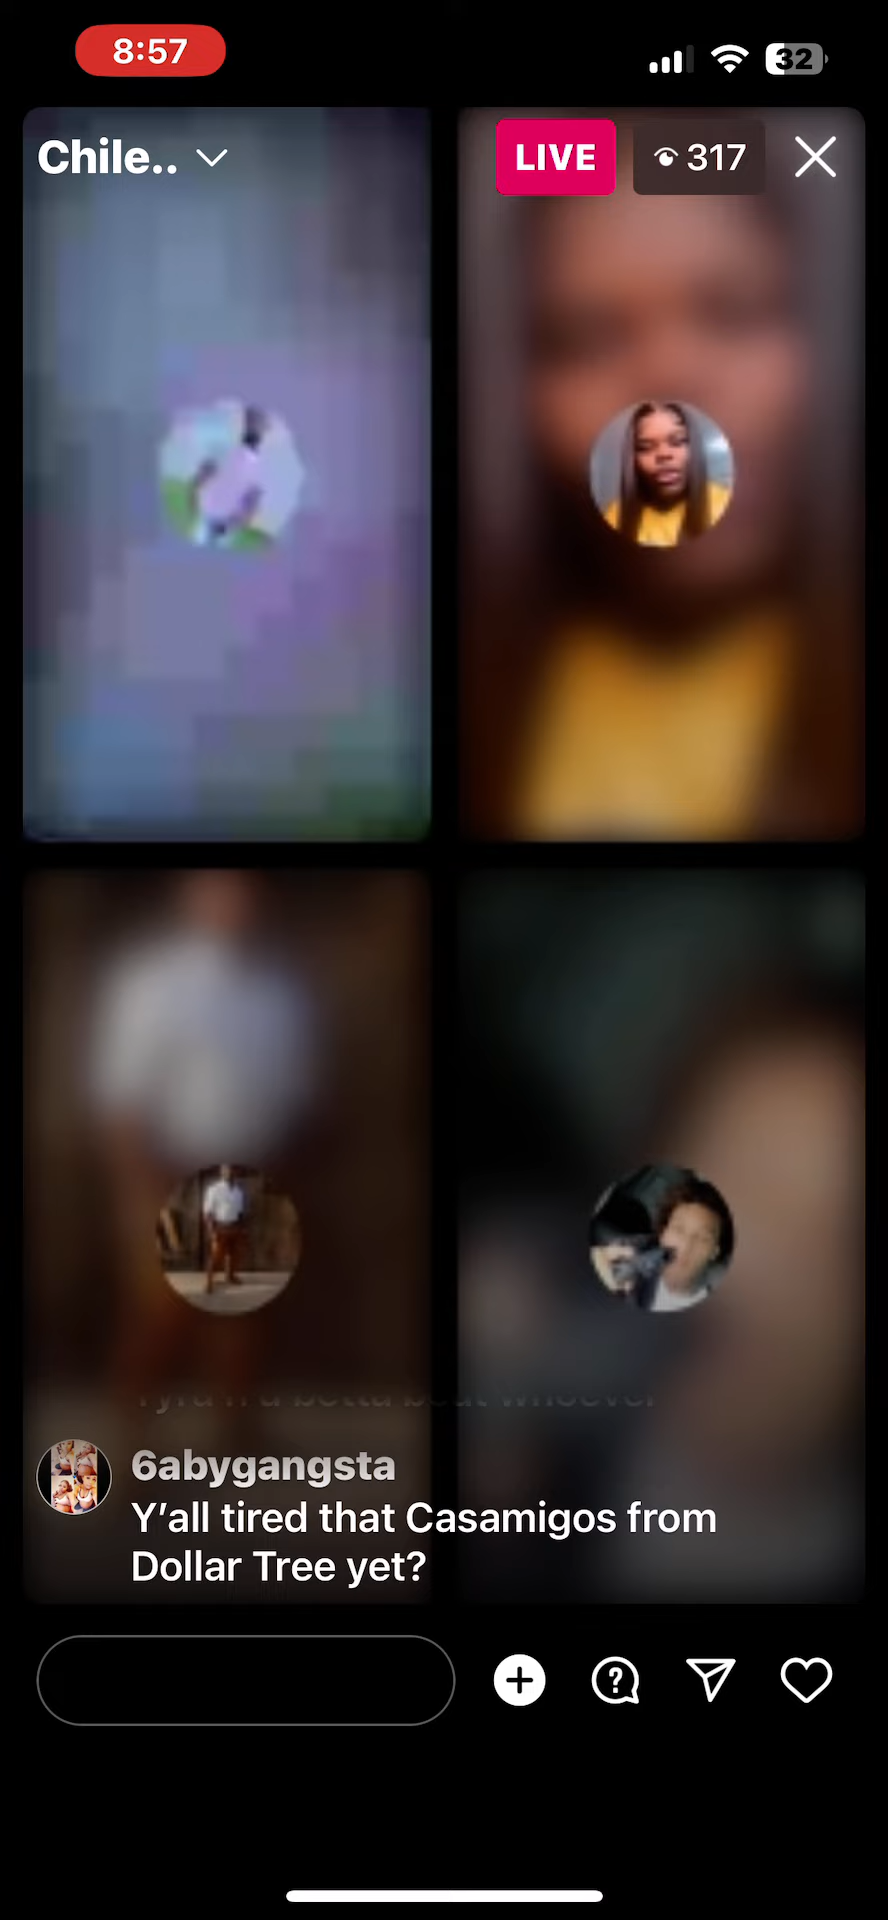 8:57
32
Chile..
LIVE
317
6abygangsta
Y’all tired that Casamigos from
Dollar Tree yet?